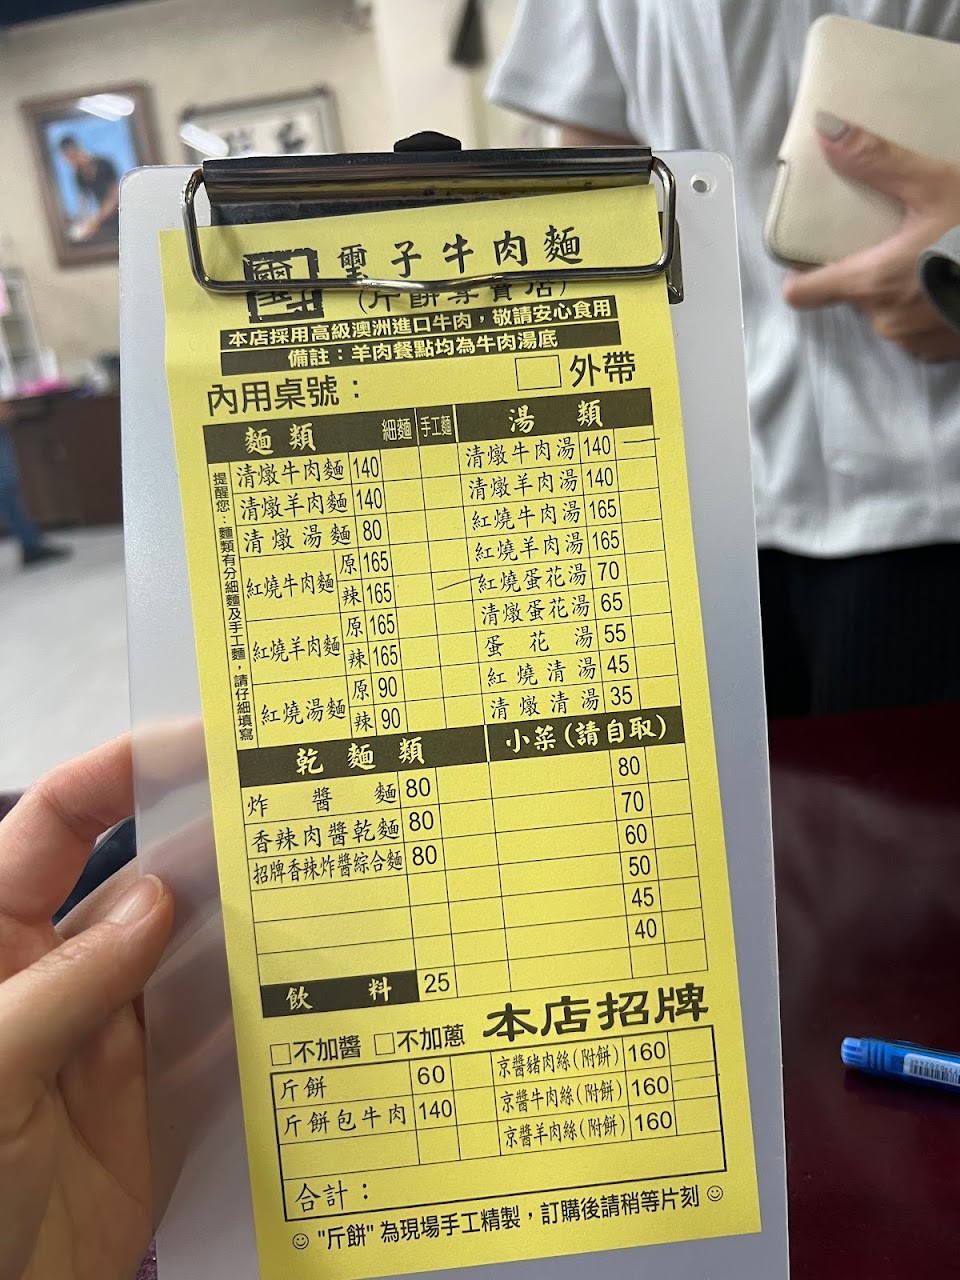 璽子牛肉麵
(斤餅專賣店)
本店採用高級澳洲進口牛肉，敬請安心食用
備註：羊肉餐點均為牛肉湯底
內用桌號： □外帶
麵類 細麵 手工麵
提醒您：麵類有分細麵及手工麵，請仔細填寫
清燉牛肉麵 140
清燉羊肉麵 140
清燉湯麵 80
紅燒牛肉麵 原 165
辣 165
紅燒羊肉麵 原 165
辣 165
紅燒湯麵 原 90
辣 90
湯類
清燉牛肉湯 140
清燉羊肉湯 140
紅燒牛肉湯 165
紅燒羊肉湯 165
紅燒蛋花湯 70
清燉蛋花湯 65
蛋花湯 55
紅燒清湯 45
清燉清湯 35
乾麵類
炸醬麵 80
香辣肉醬乾麵 80
招牌香辣炸醬綜合麵 80
飲料 25
小菜(請自取)
80
70
60
50
45
40
□不加醬 □不加蔥
本店招牌
斤餅 60
斤餅包牛肉 140
京醬豬肉絲(附餅) 160
京醬牛肉絲(附餅) 160
京醬羊肉絲(附餅) 160
合計：
☺"斤餅"為現場手工精製，訂購後請稍等片刻☺